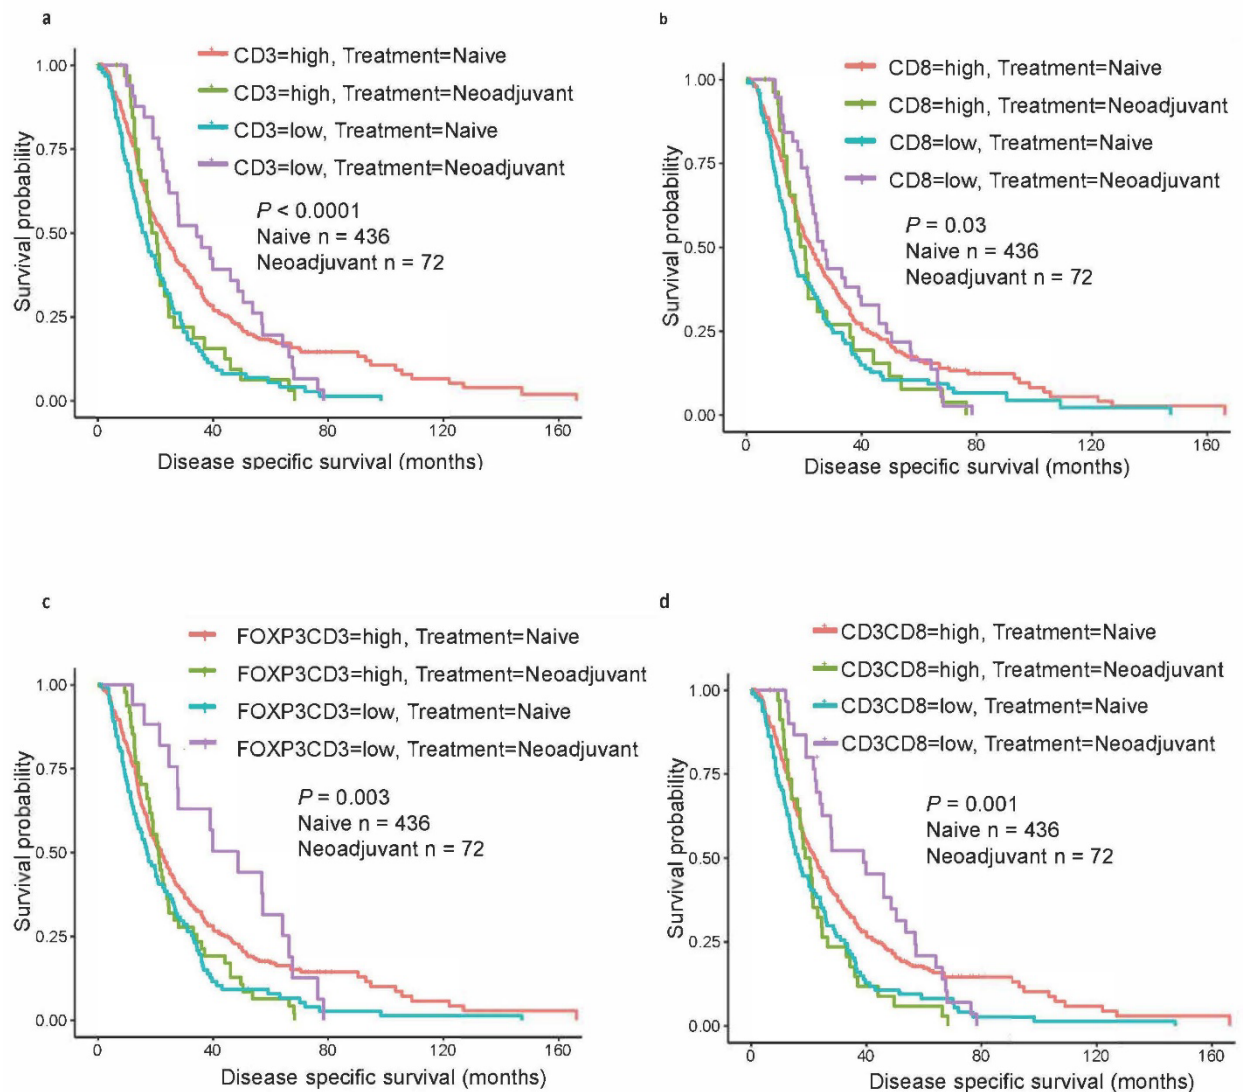 a
CD3=high, Treatment=Naive
CD3=high, Treatment=Neoadjuvant
CD3=low, Treatment=Naive
CD3=low, Treatment=Neoadjuvant
P < 0.0001
Naive n = 436
Neoadjuvant n = 72
Survival probability
1.00
0.75
0.50
0.25
0.00
0 40 80 120 160
Disease specific survival (months)
b
CD8=high, Treatment=Naive
CD8=high, Treatment=Neoadjuvant
CD8=low, Treatment=Naive
CD8=low, Treatment=Neoadjuvant
P = 0.03
Naive n = 436
Neoadjuvant n = 72
Survival probability
1.00
0.75
0.50
0.25
0.00
0 40 80 120 160
Disease specific survival (months)
c
FOXP3CD3=high, Treatment=Naive
FOXP3CD3=high, Treatment=Neoadjuvant
FOXP3CD3=low, Treatment=Naive
FOXP3CD3=low, Treatment=Neoadjuvant
P = 0.003
Naive n = 436
Neoadjuvant n = 72
Survival probability
1.00
0.75
0.50
0.25
0.00
0 40 80 120 160
Disease specific survival (months)
d
CD3CD8=high, Treatment=Naive
CD3CD8=high, Treatment=Neoadjuvant
CD3CD8=low, Treatment=Naive
CD3CD8=low, Treatment=Neoadjuvant
P = 0.001
Naive n = 436
Neoadjuvant n = 72
Survival probability
1.00
0.75
0.50
0.25
0.00
0 40 80 120 160
Disease specific survival (months)